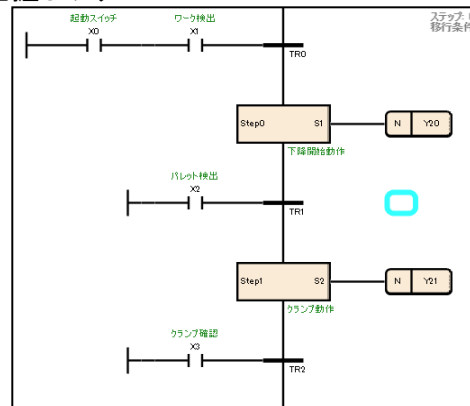 起動スイッチ ワーク検出
X0 X1
TR0
Step0 S1 N Y20
下降開始動作
パレット検出
X2
TR1
Step1 S2 N Y21
クランプ動作
クランプ確認
X3
TR2
ステップ:
移行条件